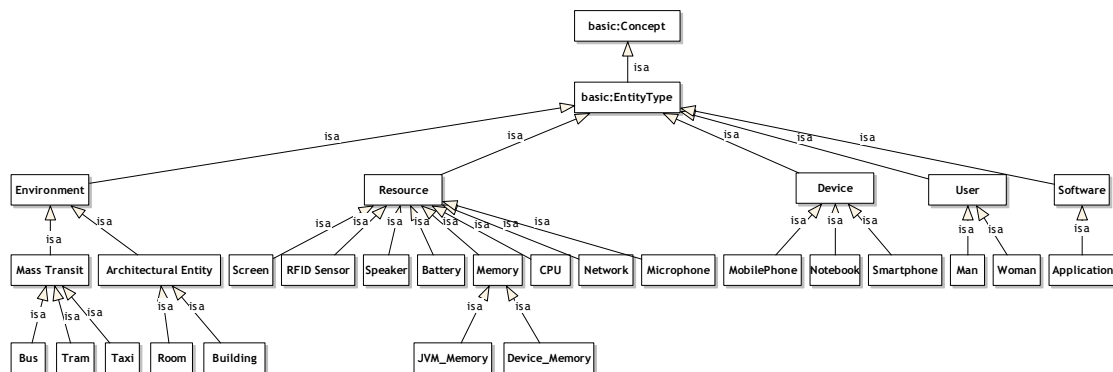 basic:Concept
isa
basic:EntityType
isa isa isa isa isa
Environment Resource Device User Software
isa isa isa isa isa isa isa isa isa isa isa isa isa isa isa isa
Mass Transit Architectural Entity Screen RFID Sensor Speaker Battery Memory CPU Network Microphone MobilePhone Notebook Smartphone Man Woman Application
isa isa isa isa isa isa isa
Bus Tram Taxi Room Building JVM_Memory Device_Memory